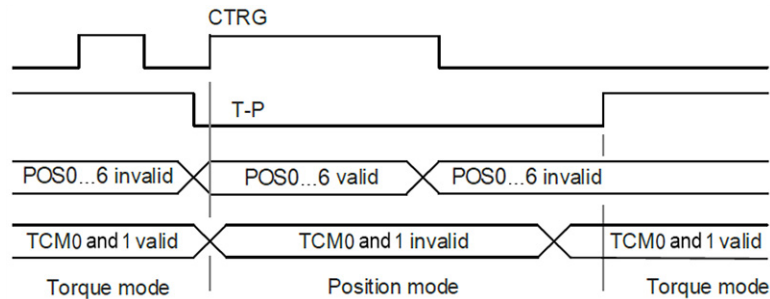 CTRG
T-P
POS0...6 invalid POS0...6 valid POS0...6 invalid
TCM0 and 1 valid TCM0 and 1 invalid TCM0 and 1 valid
Torque mode Position mode Torque mode